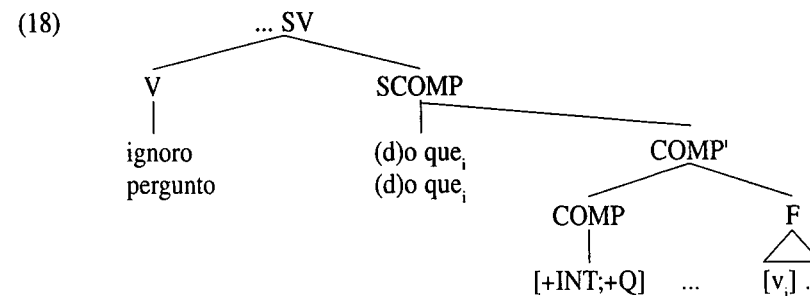 (18) ... SV
V SCOMP
ignoro (d)o que_i COMP'
pergunto (d)o que_i
COMP F
[+INT;+Q] ... [v_i] .